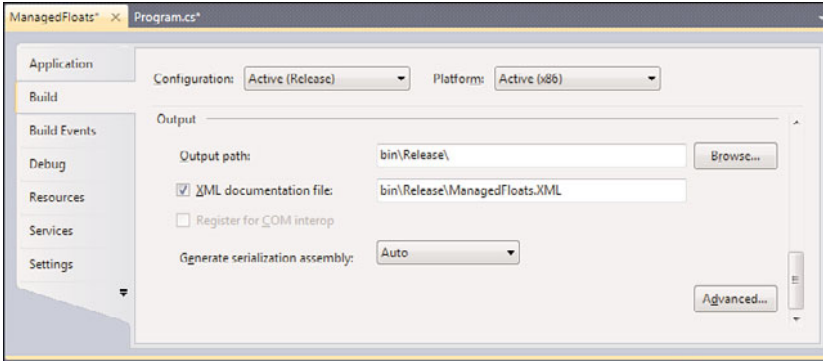 ManagedFloats* × Program.cs*
Application
Configuration: Active (Release) Platform: Active (x86)
Build
Output
Build Events
Output path: bin\Release\ Browse...
Debug
XML documentation file: bin\Release\ManagedFloats.XML
Resources
Register for COM interop
Services
Generate serialization assembly: Auto
Settings
Advanced...